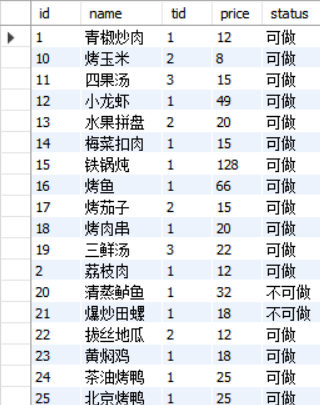 id name tid price status
1 青椒炒肉 1 12 可做
10 烤玉米 2 8 可做
11 四果汤 3 15 可做
12 小龙虾 1 49 可做
13 水果拼盘 2 20 可做
14 梅菜扣肉 1 15 可做
15 铁锅炖 1 128 可做
16 烤鱼 1 66 可做
17 烤茄子 2 15 可做
18 烤肉串 1 20 可做
19 三鲜汤 3 22 可做
2 荔枝肉 1 12 可做
20 清蒸鲈鱼 1 32 不可做
21 爆炒田螺 1 18 不可做
22 拔丝地瓜 2 12 可做
23 黄焖鸡 1 18 可做
24 茶油烤鸭 1 25 可做
25 北京烤鸭 1 25 可做